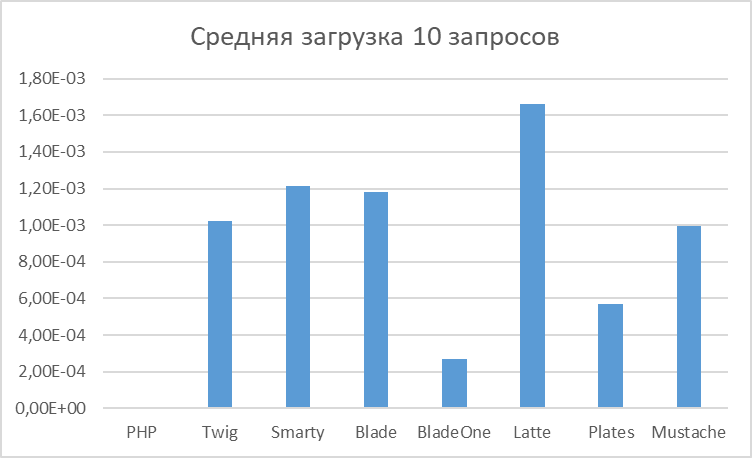 Средняя загрузка 10 запросов
1,80E-03
1,60E-03
1,40E-03
1,20E-03
1,00E-03
8,00E-04
6,00E-04
4,00E-04
2,00E-04
0,00E+00
PHP Twig Smarty Blade BladeOne Latte Plates Mustache